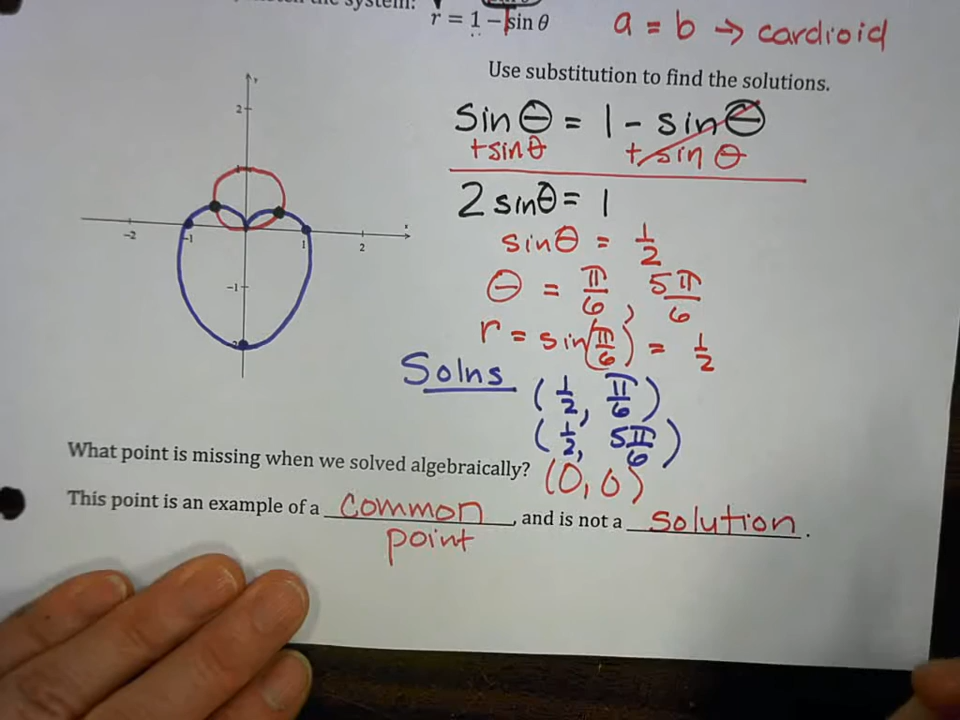 the system:
r = 1 − sin θ
a = b → cardioid
Use substitution to find the solutions.
sin θ = 1 − sin θ
+sin θ + sin θ
2 sin θ = 1
sin θ = 1/2
θ = π/6, 5π/6
r = sin(π/6) = 1/2
Solns (1/2, π/6)
(1/2, 5π/6)
y
2
−2 −1 1 2 x
−1
What point is missing when we solved algebraically? (0, 0)
This point is an example of a common point, and is not a solution.